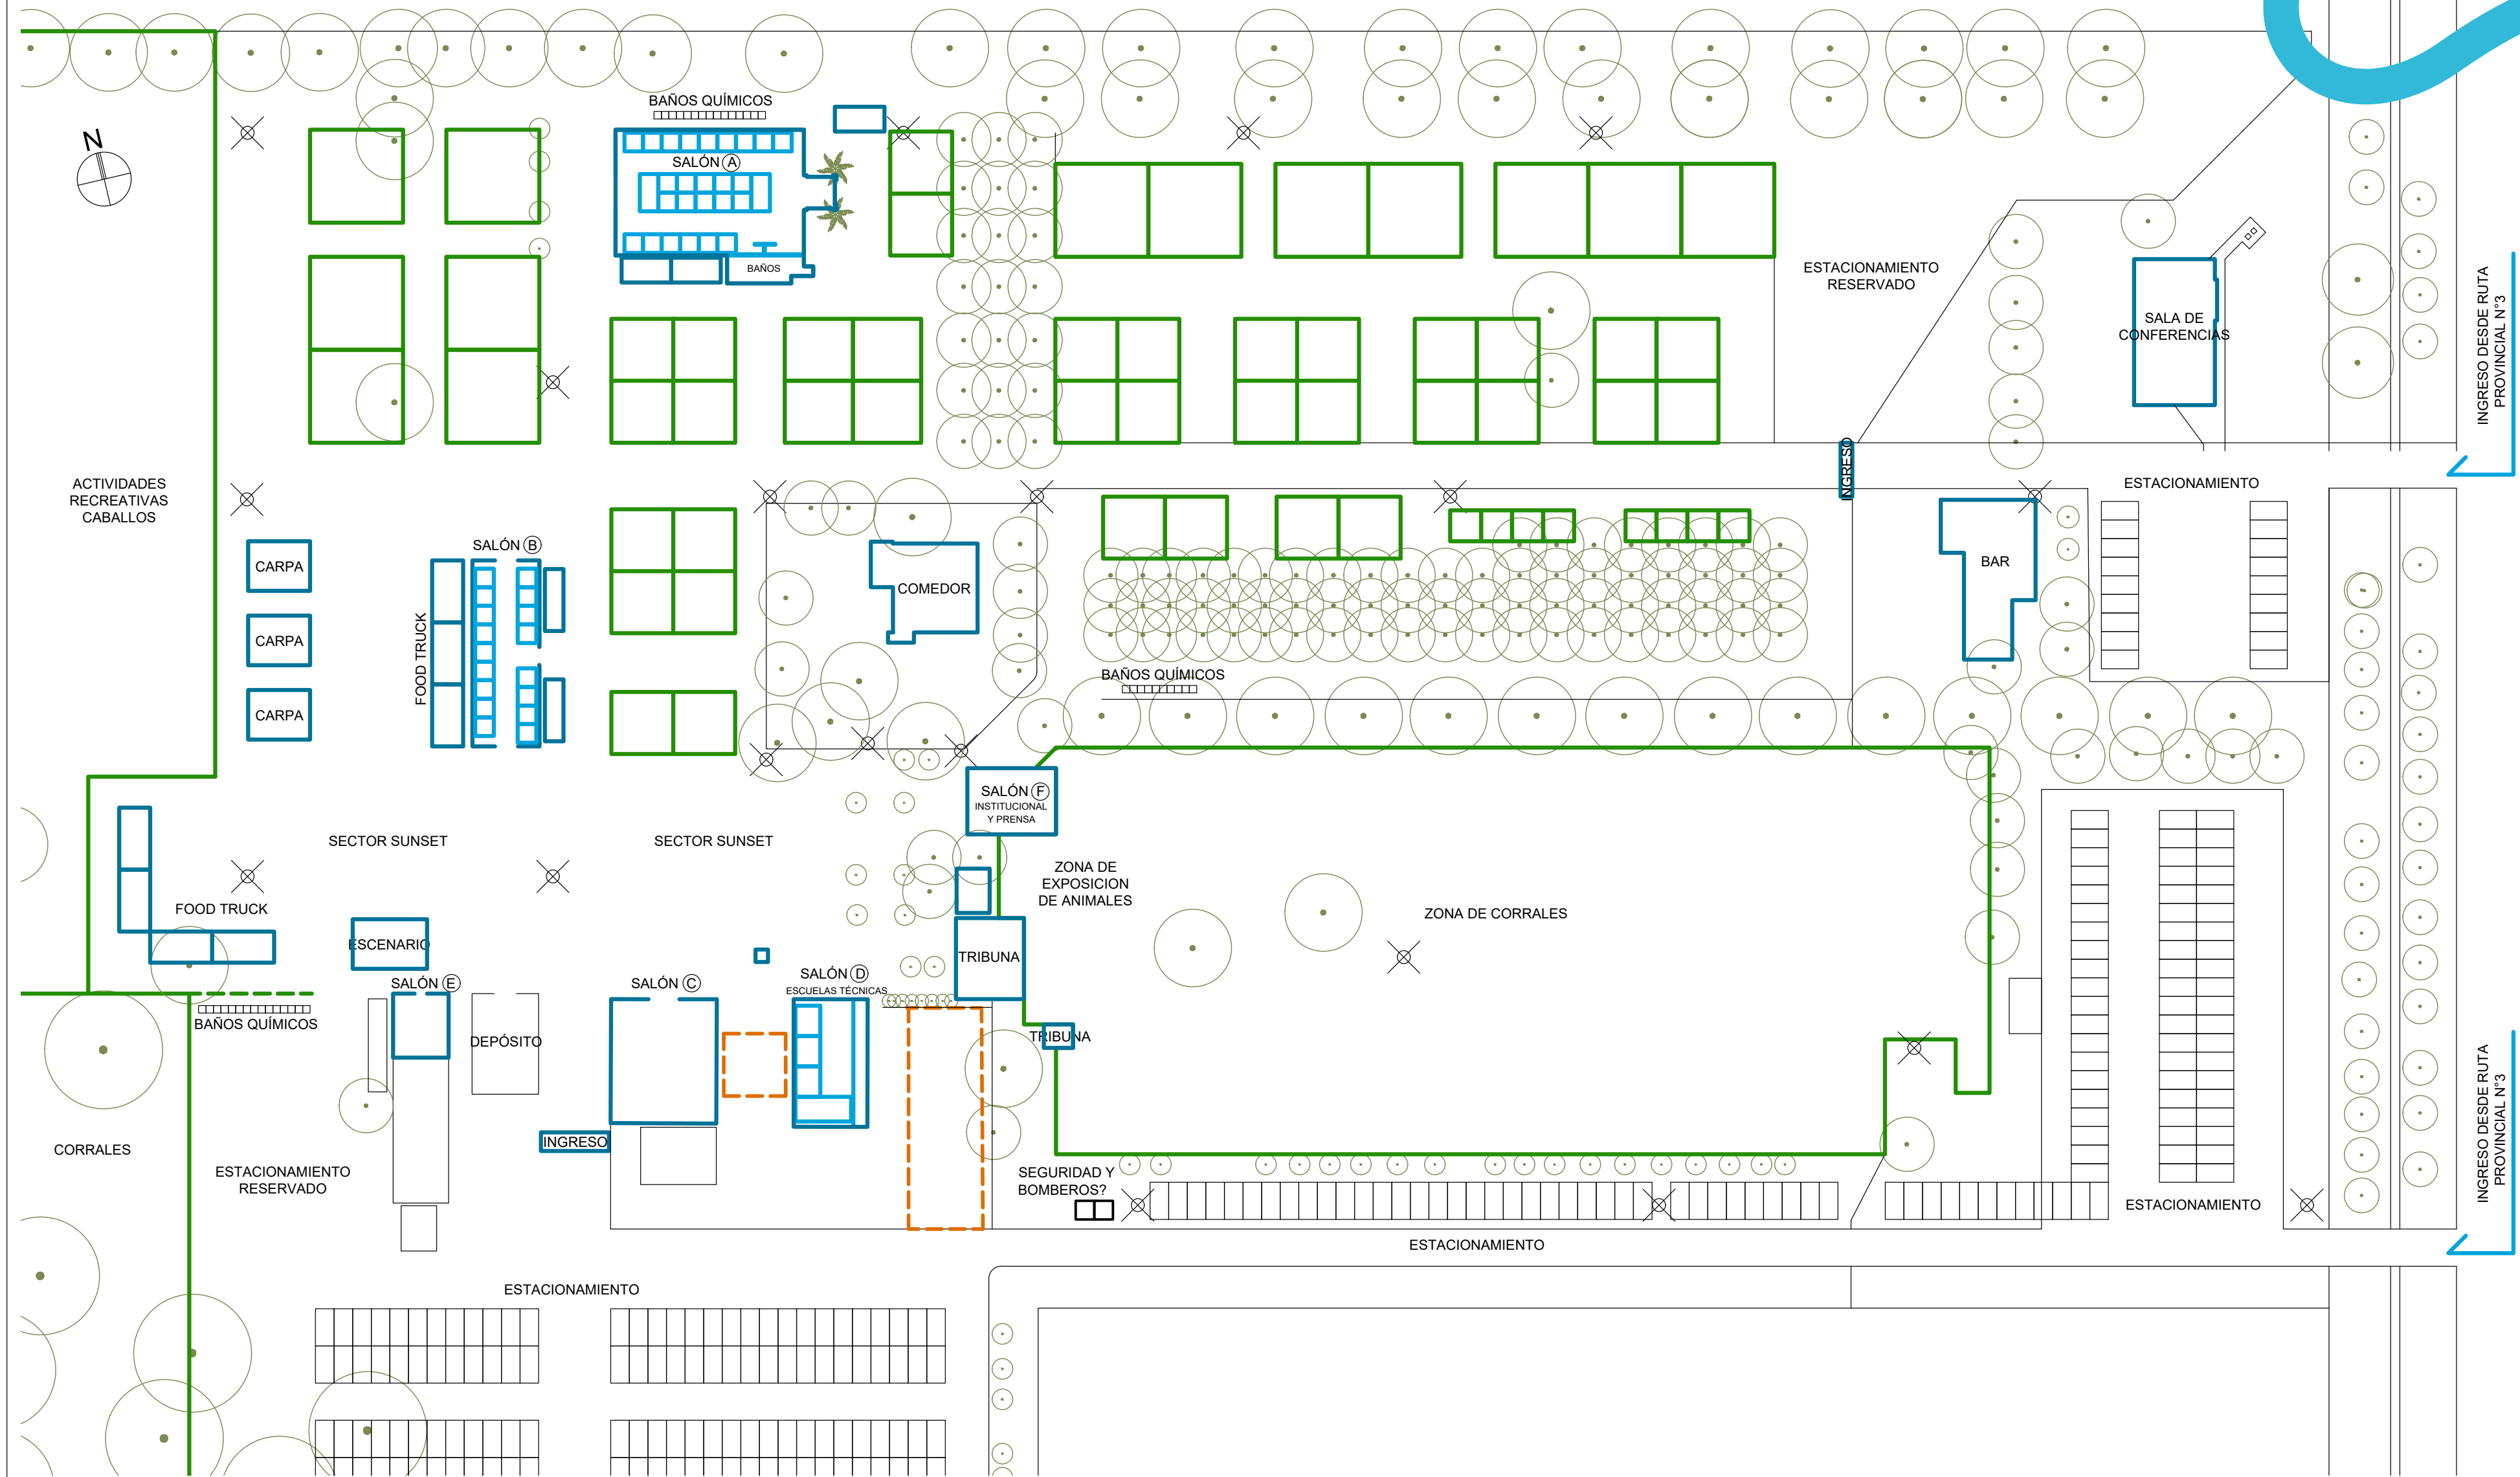 N
BAÑOS QUÍMICOS
SALÓN A
BAÑOS
ESTACIONAMIENTO
RESERVADO
SALA DE
CONFERENCIAS
INGRESO DESDE RUTA
PROVINCIAL N°3
INGRESO
ESTACIONAMIENTO
ACTIVIDADES
RECREATIVAS
CABALLOS
SALÓN B
CARPA
CARPA
CARPA
FOOD TRUCK
COMEDOR
BAR
BAÑOS QUÍMICOS
SALÓN F
INSTITUCIONAL
Y PRENSA
SECTOR SUNSET
SECTOR SUNSET
ZONA DE
EXPOSICION
DE ANIMALES
ZONA DE CORRALES
FOOD TRUCK
ESCENARIO
TRIBUNA
SALÓN E
SALÓN C
SALÓN D
ESCUELAS TÉCNICAS
BAÑOS QUÍMICOS
DEPÓSITO
TRIBUNA
INGRESO
CORRALES
ESTACIONAMIENTO
RESERVADO
SEGURIDAD Y
BOMBEROS?
ESTACIONAMIENTO
INGRESO DESDE RUTA
PROVINCIAL N°3
ESTACIONAMIENTO
ESTACIONAMIENTO